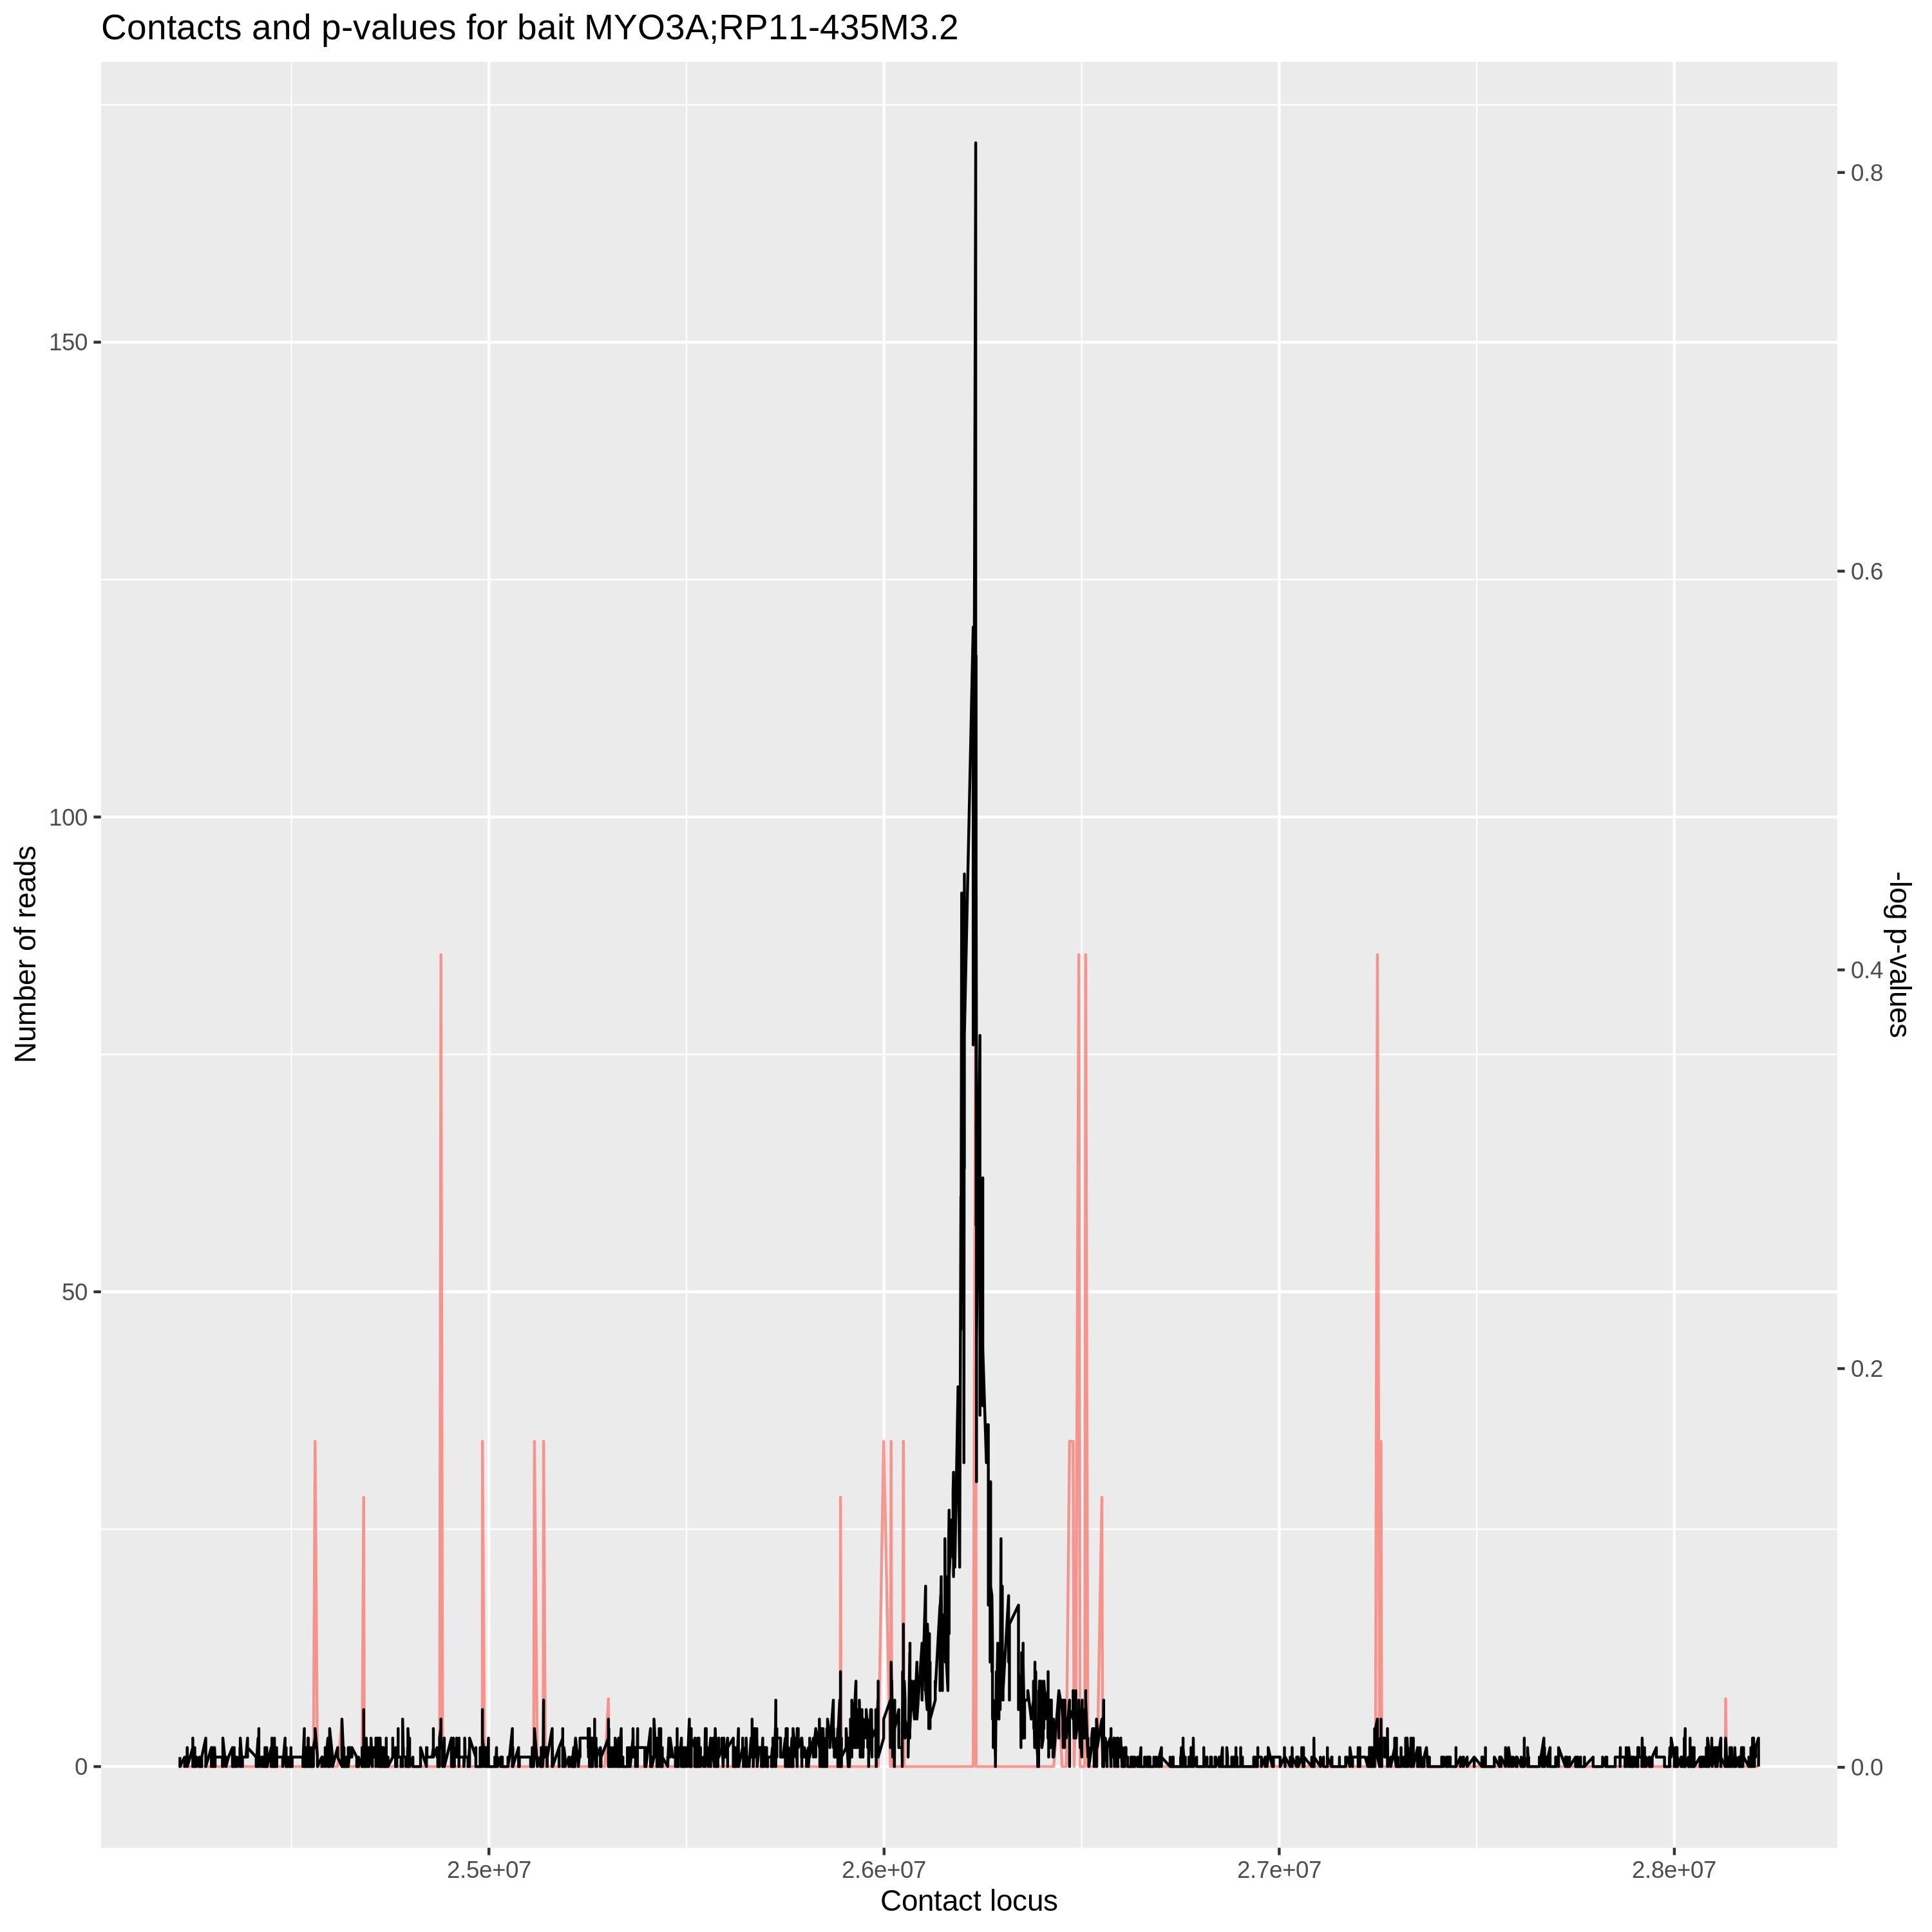 Contacts and p-values for bait MYO3A;RP11-435M3.2
150
100
50
0
Number of reads
0.8
0.6
0.4
0.2
0.0
-log p-values
2.5e+07
2.6e+07
2.7e+07
2.8e+07
Contact locus